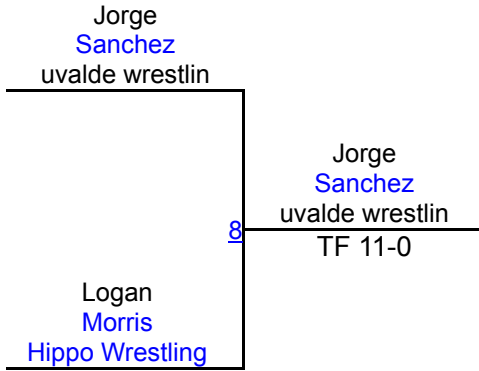 Jorge
Sanchez
uvalde wrestlin
Jorge
Sanchez
uvalde wrestlin
8
TF 11-0
Logan
Morris
Hippo Wrestling